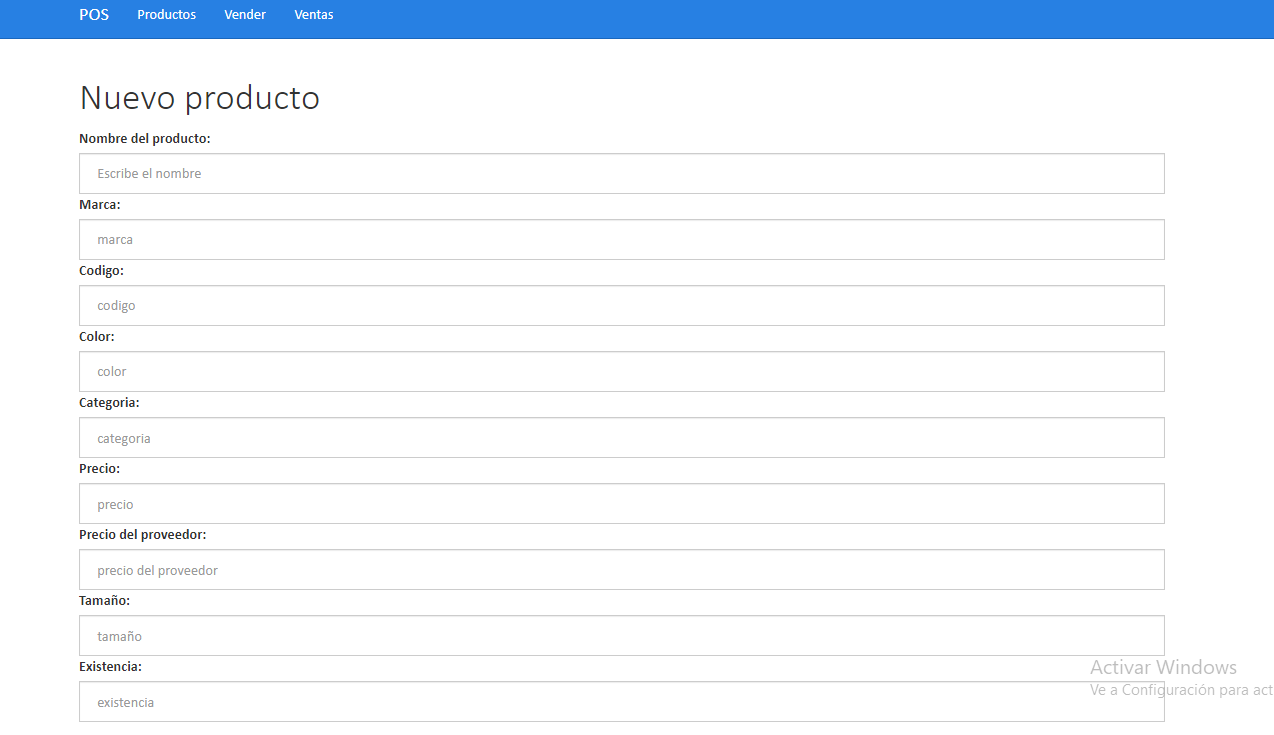 POS Productos Vender Ventas
Nuevo producto
Nombre del producto:
Escribe el nombre
Marca:
marca
Codigo:
codigo
Color:
color
Categoria:
categoria
Precio:
precio
Precio del proveedor:
precio del proveedor
Tamaño:
tamaño
Existencia:
existencia
Activar Windows
Ve a Configuración para act